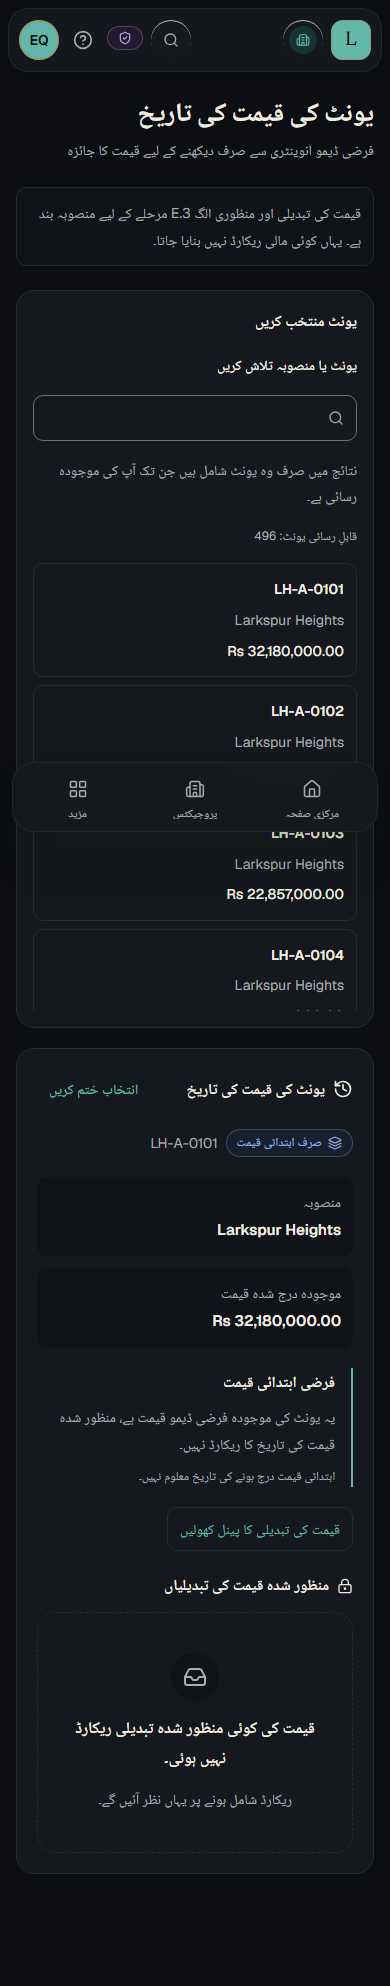 EQ
L
یونٹ کی قیمت کی تاریخ
فرضی ڈیمو انوینٹری سے صرف دیکھنے کے لیے قیمت کا جائزہ
قیمت کی تبدیلی اور منظوری الگ E.3 مرحلے کے لیے منصوبہ بند
ہے۔ یہاں کوئی مالی ریکارڈ نہیں بنایا جاتا۔
یونٹ منتخب کریں
یونٹ یا منصوبہ تلاش کریں
نتائج میں صرف وہ یونٹ شامل ہیں جن تک آپ کی موجودہ
رسائی ہے۔
قابلِ رسائی یونٹ: 496
LH-A-0101
Larkspur Heights
Rs 32,180,000.00
LH-A-0102
Larkspur Heights
مرکزی صفحہ
پروجیکٹس
مزید
LH-A-0103
Larkspur Heights
Rs 22,857,000.00
LH-A-0104
Larkspur Heights
یونٹ کی قیمت کی تاریخ
انتخاب ختم کریں
صرف ابتدائی قیمت
LH-A-0101
منصوبہ
Larkspur Heights
موجودہ درج شدہ قیمت
Rs 32,180,000.00
فرضی ابتدائی قیمت
یہ یونٹ کی موجودہ فرضی ڈیمو قیمت ہے، منظور شدہ
قیمت کی تاریخ کا ریکارڈ نہیں۔
ابتدائی قیمت درج ہونے کی تاریخ معلوم نہیں۔
قیمت کی تبدیلی کا پینل کھولیں
منظور شدہ قیمت کی تبدیلیاں
قیمت کی کوئی منظور شدہ تبدیلی ریکارڈ
نہیں ہوئی۔
ریکارڈ شامل ہونے پر یہاں نظر آئیں گے۔